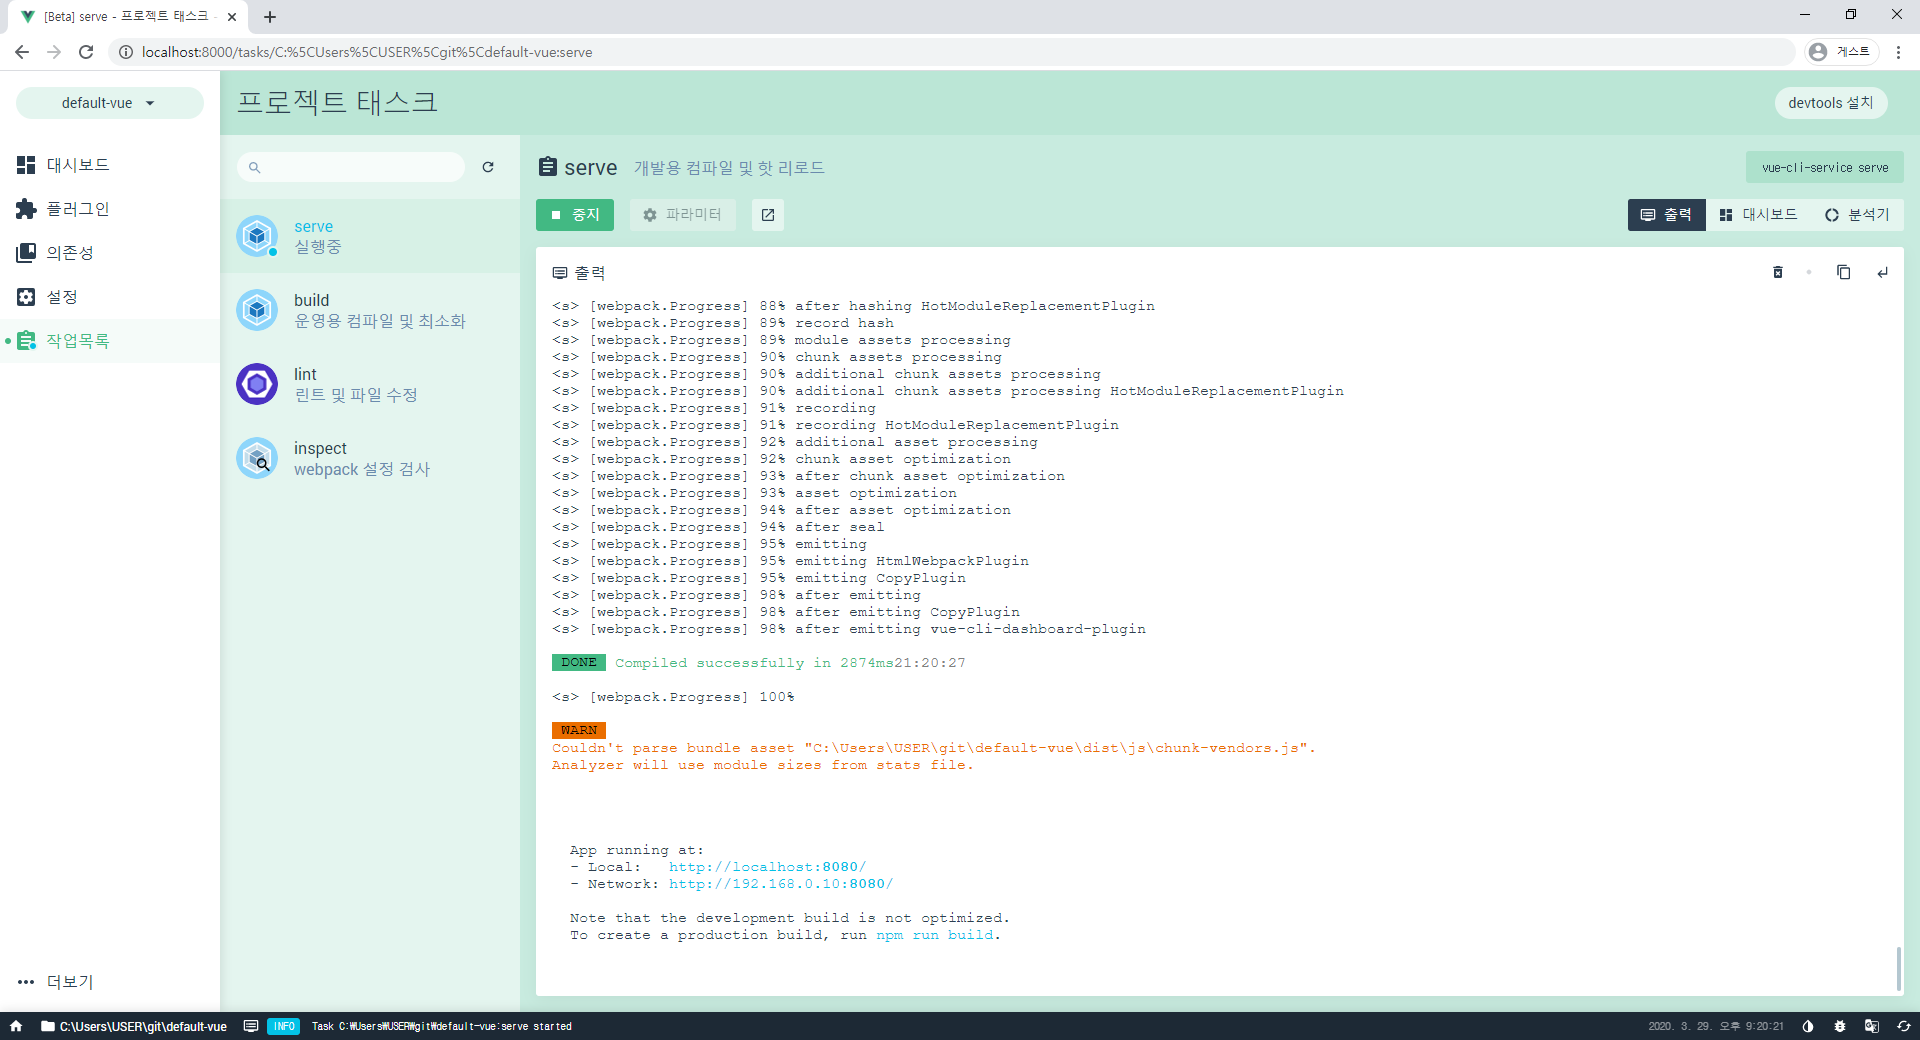 [Beta] serve - 프로젝트 태스크 -
localhost:8000/tasks/C:%5CUsers%5CUSER%5Cgit%5Cdefault-vue:serve
게스트
default-vue
프로젝트 태스크
devtools 설치
대시보드
플러그인
의존성
설정
작업목록
더보기
serve
실행중
build
운영용 컴파일 및 최소화
lint
린트 및 파일 수정
inspect
webpack 설정 검사
serve 개발용 컴파일 및 핫 리로드
vue-cli-service serve
중지
파라미터
출력
대시보드
분석기
출력
<s> [webpack.Progress] 88% after hashing HotModuleReplacementPlugin
<s> [webpack.Progress] 89% record hash
<s> [webpack.Progress] 89% module assets processing
<s> [webpack.Progress] 90% chunk assets processing
<s> [webpack.Progress] 90% additional chunk assets processing
<s> [webpack.Progress] 90% additional chunk assets processing HotModuleReplacementPlugin
<s> [webpack.Progress] 91% recording
<s> [webpack.Progress] 91% recording HotModuleReplacementPlugin
<s> [webpack.Progress] 92% additional asset processing
<s> [webpack.Progress] 92% chunk asset optimization
<s> [webpack.Progress] 93% after chunk asset optimization
<s> [webpack.Progress] 93% asset optimization
<s> [webpack.Progress] 94% after asset optimization
<s> [webpack.Progress] 94% after seal
<s> [webpack.Progress] 95% emitting
<s> [webpack.Progress] 95% emitting HtmlWebpackPlugin
<s> [webpack.Progress] 95% emitting CopyPlugin
<s> [webpack.Progress] 98% after emitting
<s> [webpack.Progress] 98% after emitting CopyPlugin
<s> [webpack.Progress] 98% after emitting vue-cli-dashboard-plugin
DONE Compiled successfully in 2874ms21:20:27
<s> [webpack.Progress] 100%
WARN
Couldn't parse bundle asset "C:\Users\USER\git\default-vue\dist\js\chunk-vendors.js".
Analyzer will use module sizes from stats file.
App running at:
- Local: http://localhost:8080/
- Network: http://192.168.0.10:8080/
Note that the development build is not optimized.
To create a production build, run npm run build.
C:\Users\USER\git\default-vue
INFO Task C:₩Users₩USER₩git₩default-vue:serve started
2020. 3. 29. 오후 9:20:21